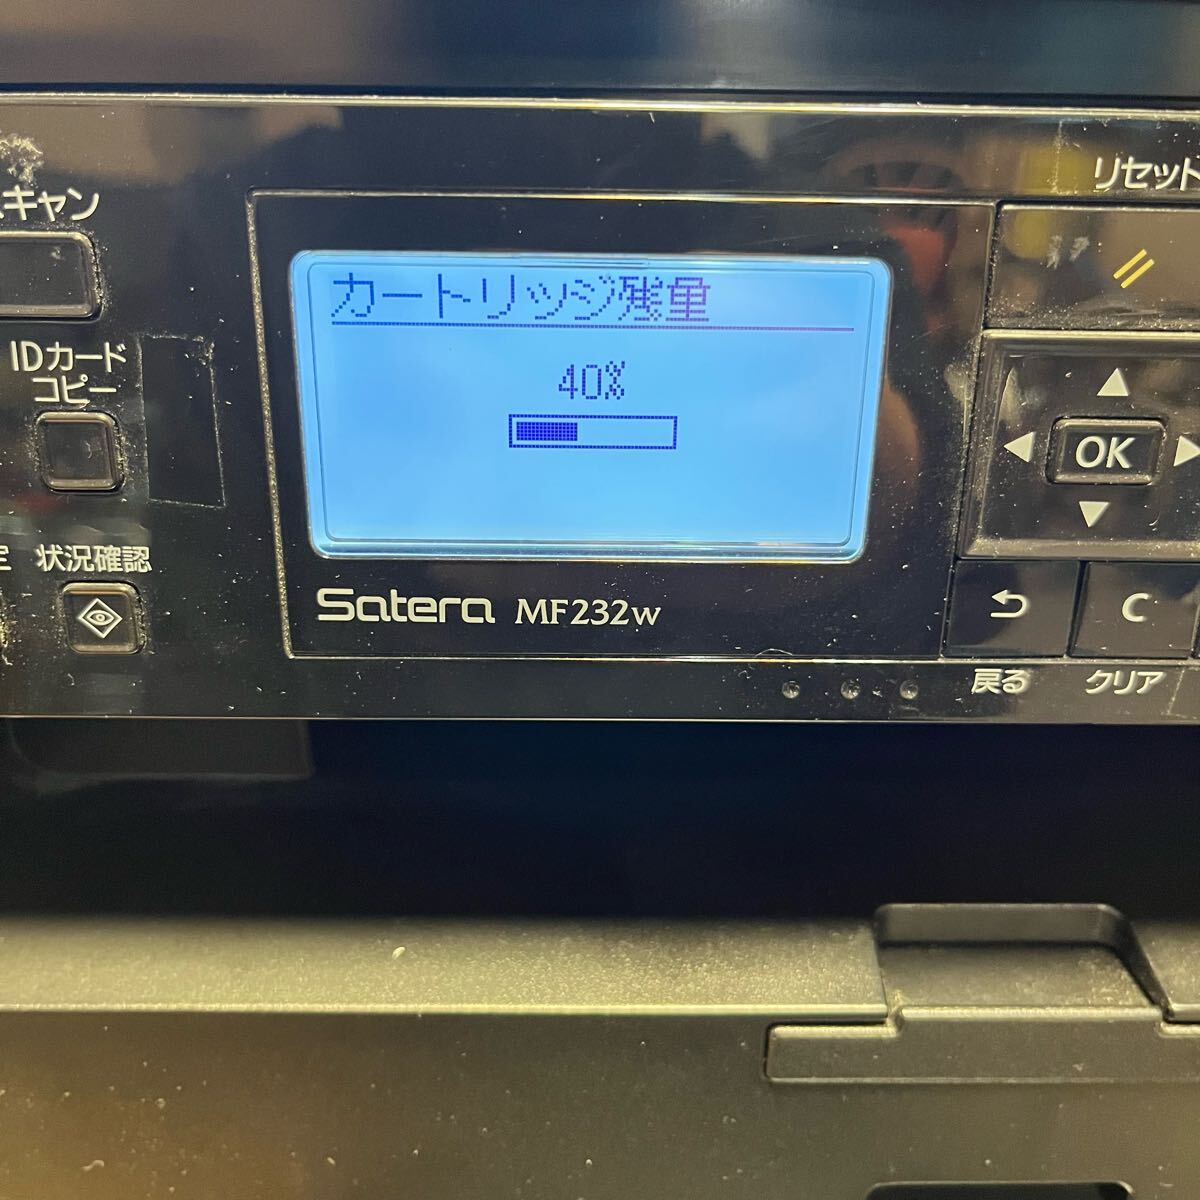 リセット
キャン
カートリッジ残量
40%
IDカード
コピー
OK
状況確認
Satera MF232w
C
戻る
クリア